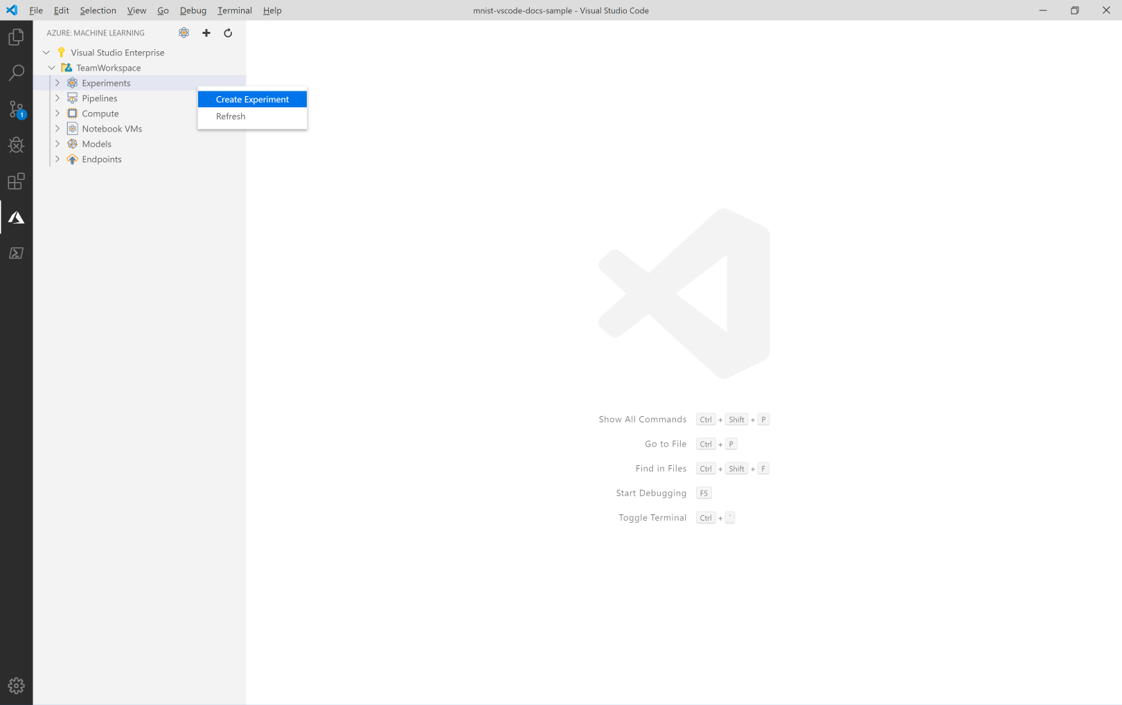 File Edit Selection View Go Debug Terminal Help
mnist-vscode-docs-sample - Visual Studio Code
AZURE: MACHINE LEARNING
Visual Studio Enterprise
TeamWorkspace
Experiments
Create Experiment
Refresh
Pipelines
Compute
Notebook VMs
Models
Endpoints
1
Show All Commands Ctrl + Shift + P
Go to File Ctrl + P
Find in Files Ctrl + Shift + F
Start Debugging F5
Toggle Terminal Ctrl + `